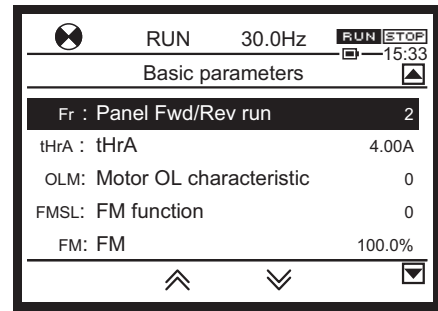 RUN 30.0Hz RUN STOP
15:33
Basic parameters
Fr : Panel Fwd/Rev run 2
tHrA : tHrA 4.00A
OLM: Motor OL characteristic 0
FMSL: FM function 0
FM: FM 100.0%